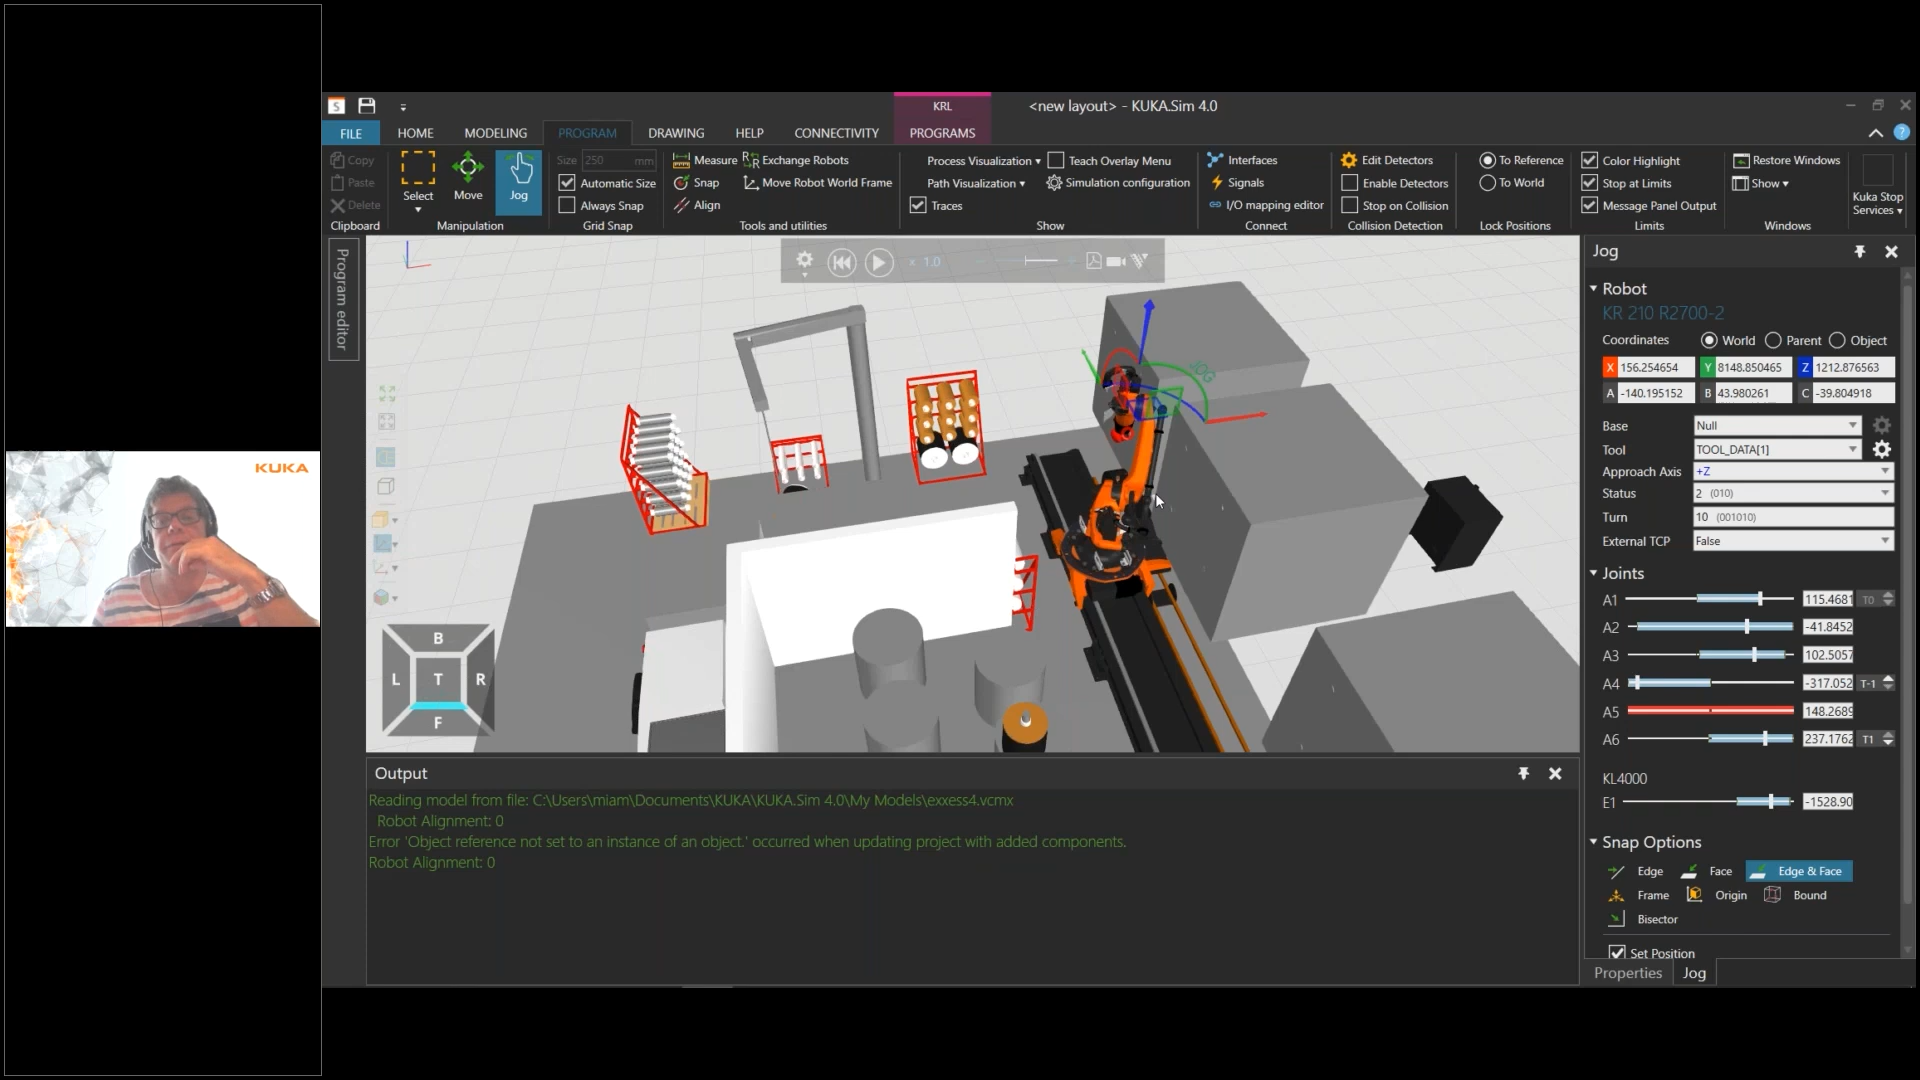 KUKA
KRL
<new layout> - KUKA.Sim 4.0
FILE
HOME
MODELING
PROGRAM
DRAWING
HELP
CONNECTIVITY
PROGRAMS
Copy
Paste
Delete
Clipboard
Select
Move
Jog
Manipulation
Size 250 mm
Automatic Size
Always Snap
Grid Snap
Measure
Snap
Align
Exchange Robots
Move Robot World Frame
Tools and utilities
Process Visualization
Path Visualization
Traces
Teach Overlay Menu
Simulation configuration
Show
Interfaces
Signals
I/O mapping editor
Connect
Edit Detectors
Enable Detectors
Stop on Collision
Collision Detection
To Reference
To World
Lock Positions
Color Highlight
Stop at Limits
Message Panel Output
Limits
Restore Windows
Show
Windows
Kuka Stop
Services
Program editor
x 1.0
JOG
B
L T R
F
Output
Reading model from file: C:\Users\miam\Documents\KUKA\KUKA.Sim 4.0\My Models\exxess4.vcmx
Robot Alignment: 0
Error 'Object reference not set to an instance of an object.' occurred when updating project with added components.
Robot Alignment: 0
Jog
Robot
KR 210 R2700-2
Coordinates World Parent Object
X 156.254654 Y 8148.850465 Z 1212.876563
A -140.195152 B 43.980261 C -39.804918
Base Null
Tool TOOL_DATA[1]
Approach Axis +Z
Status 2 (010)
Turn 10 (001010)
External TCP False
Joints
A1 115.4681 T0
A2 -41.8452
A3 102.5057
A4 -317.052 T-1
A5 148.2689
A6 237.1762 T1
KL4000
E1 -1528.90
Snap Options
Edge Face Edge & Face
Frame Origin Bound
Bisector
Set Position
Properties Jog